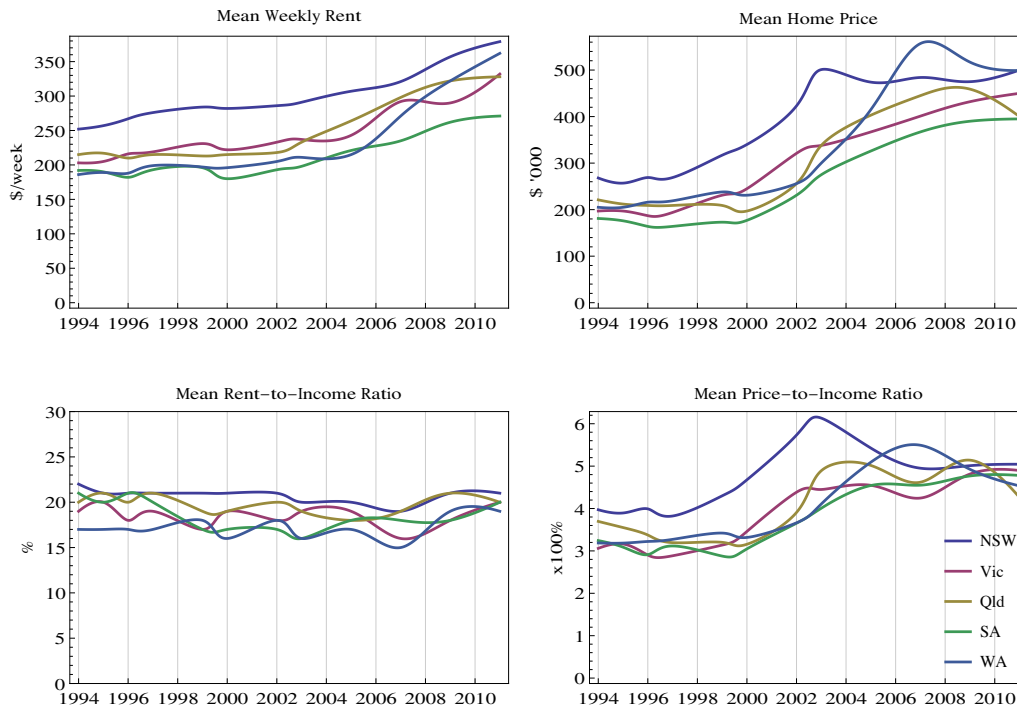 Mean Weekly Rent
$/week
350
300
250
200
150
100
50
0
1994 1996 1998 2000 2002 2004 2006 2008 2010
Mean Home Price
$ '000
500
400
300
200
100
0
1994 1996 1998 2000 2002 2004 2006 2008 2010
Mean Rent-to-Income Ratio
%
30
25
20
15
10
5
0
1994 1996 1998 2000 2002 2004 2006 2008 2010
Mean Price-to-Income Ratio
x100%
6
5
4
3
2
1
0
NSW
Vic
Qld
SA
WA
1994 1996 1998 2000 2002 2004 2006 2008 2010